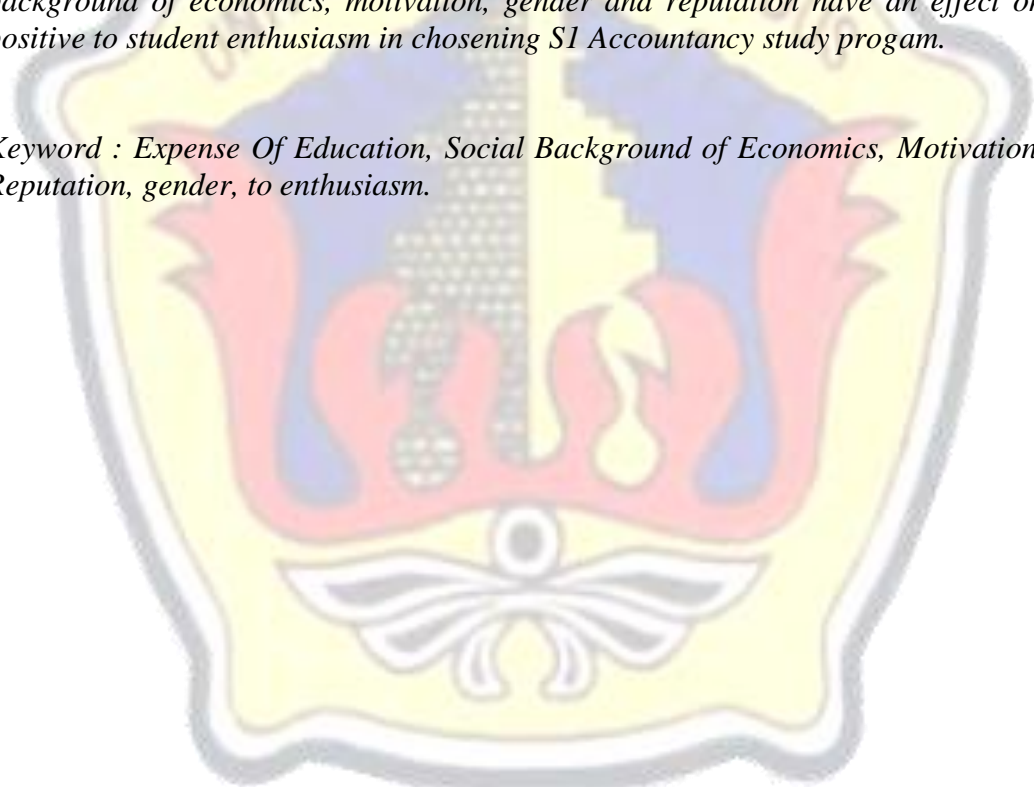 background of economics, motivation, gender and reputation have an effect on
positive to student enthusiasm in chosening S1 Accountancy study progam.
Keyword : Expense Of Education, Social Background of Economics, Motivation
Reputation, gender, to enthusiasm.